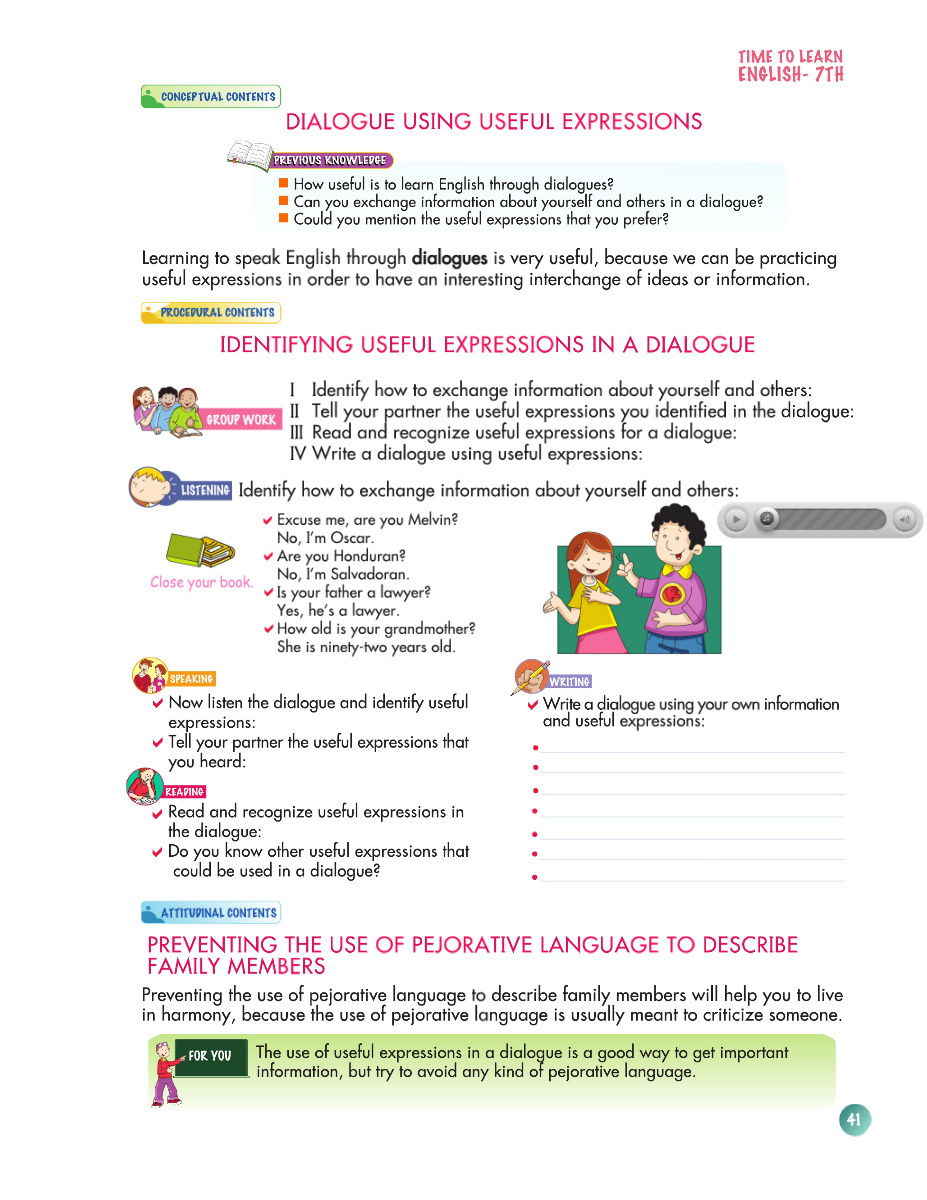 TIME TO LEARN
ENGLISH- 7TH
CONCEPTUAL CONTENTS
DIALOGUE USING USEFUL EXPRESSIONS
PREVIOUS KNOWLEDGE
How useful is to learn English through dialogues?
Can you exchange information about yourself and others in a dialogue?
Could you mention the useful expressions that you prefer?
Learning to speak English through dialogues is very useful, because we can be practicing
useful expressions in order to have an interesting interchange of ideas or information.
PROCEDURAL CONTENTS
IDENTIFYING USEFUL EXPRESSIONS IN A DIALOGUE
GROUP WORK
I Identify how to exchange information about yourself and others:
II Tell your partner the useful expressions you identified in the dialogue:
III Read and recognize useful expressions for a dialogue:
IV Write a dialogue using useful expressions:
LISTENING Identify how to exchange information about yourself and others:
Close your book.
Excuse me, are you Melvin?
No, I'm Oscar.
Are you Honduran?
No, I'm Salvadoran.
Is your father a lawyer?
Yes, he's a lawyer.
How old is your grandmother?
She is ninety-two years old.
SPEAKING
Now listen the dialogue and identify useful
expressions:
Tell your partner the useful expressions that
you heard:
READING
Read and recognize useful expressions in
the dialogue:
Do you know other useful expressions that
could be used in a dialogue?
WRITING
Write a dialogue using your own information
and useful expressions:
ATTITUDINAL CONTENTS
PREVENTING THE USE OF PEJORATIVE LANGUAGE TO DESCRIBE
FAMILY MEMBERS
Preventing the use of pejorative language to describe family members will help you to live
in harmony, because the use of pejorative language is usually meant to criticize someone.
FOR YOU
The use of useful expressions in a dialogue is a good way to get important
information, but try to avoid any kind of pejorative language.
41